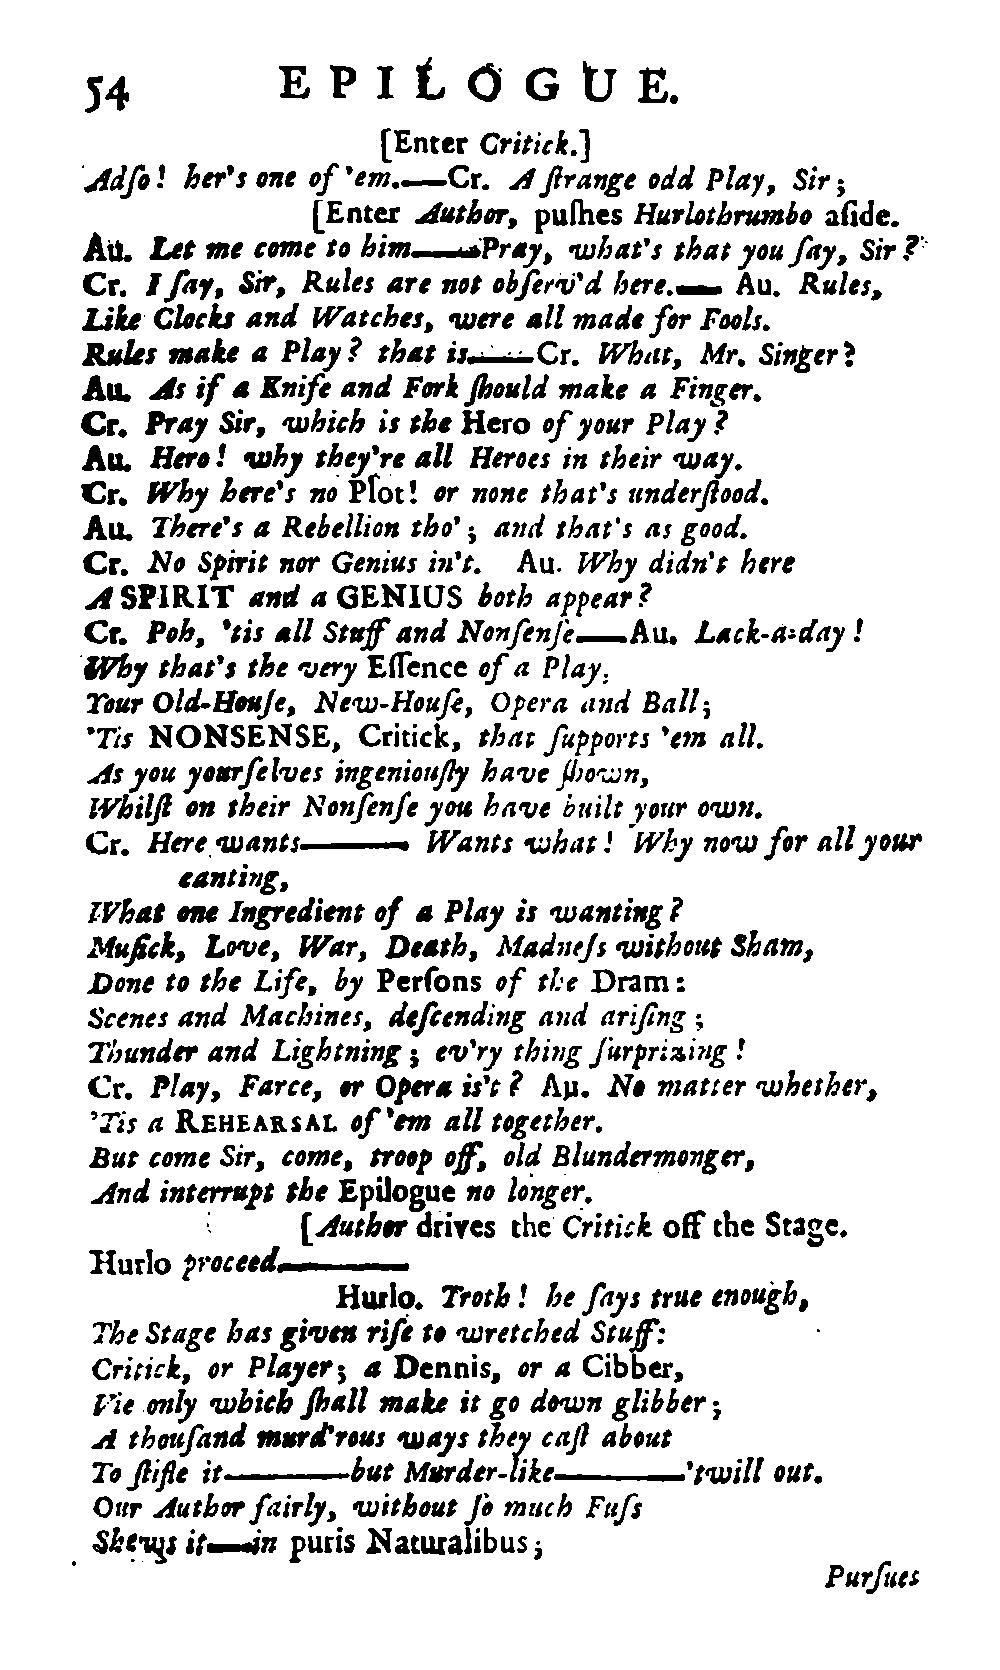 54 EPILOGUE.
[Enter Critick.]
Adſo! her's one of 'em.——Cr. A ſtrange odd Play, Sir;
[Enter Author, puſhes Hurlothrumbo aſide.
Au. Let me come to him——Pray, what's that you ſay, Sir?
Cr. I ſay, Sir, Rules are not obſerv'd here.—— Au. Rules,
Like Clocks and Watches, were all made for Fools.
Rules make a Play? that is——Cr. What, Mr. Singer?
Au. As if a Knife and Fork ſhould make a Finger.
Cr. Pray Sir, which is the Hero of your Play?
Au. Hero! why they're all Heroes in their way.
Cr. Why here's no Plot! or none that's underſtood.
Au. There's a Rebellion tho'; and that's as good.
Cr. No Spirit nor Genius in't. Au. Why didn't here
A SPIRIT and a GENIUS both appear?
Cr. Poh, 'tis all Stuff and Nonſenſe——Au. Lack-a-day!
Why that's the very Eſſence of a Play.
Your Old-Houſe, New-Houſe, Opera and Ball;
'Tis NONSENSE, Critick, that ſupports 'em all.
As you yourſelves ingeniouſly have ſhown,
Whilſt on their Nonſenſe you have built your own.
Cr. Here wants———. Wants what! Why now for all your
canting,
What one Ingredient of a Play is wanting?
Muſick, Love, War, Death, Madneſs without Sham,
Done to the Life, by Perſons of the Dram:
Scenes and Machines, deſcending and ariſing;
Thunder and Lightning; ev'ry thing ſurprizing!
Cr. Play, Farce, or Opera is't? Au. No matter whether,
'Tis a REHEARSAL of 'em all together.
But come Sir, come, troop off, old Blundermonger,
And interrupt the Epilogue no longer.
[Author drives the Critick off the Stage.
Hurlo proceed.———
Hurlo. Troth! he ſays true enough,
The Stage has given riſe to wretched Stuff:
Critick, or Player; a Dennis, or a Cibber,
Vie only which ſhall make it go down glibber;
A thouſand murd'rous ways they caſt about
To ſtifle it———but Murder-like———'twill out.
Our Author fairly, without ſo much Fuſs
Shews it——in puris Naturalibus;
Purſues